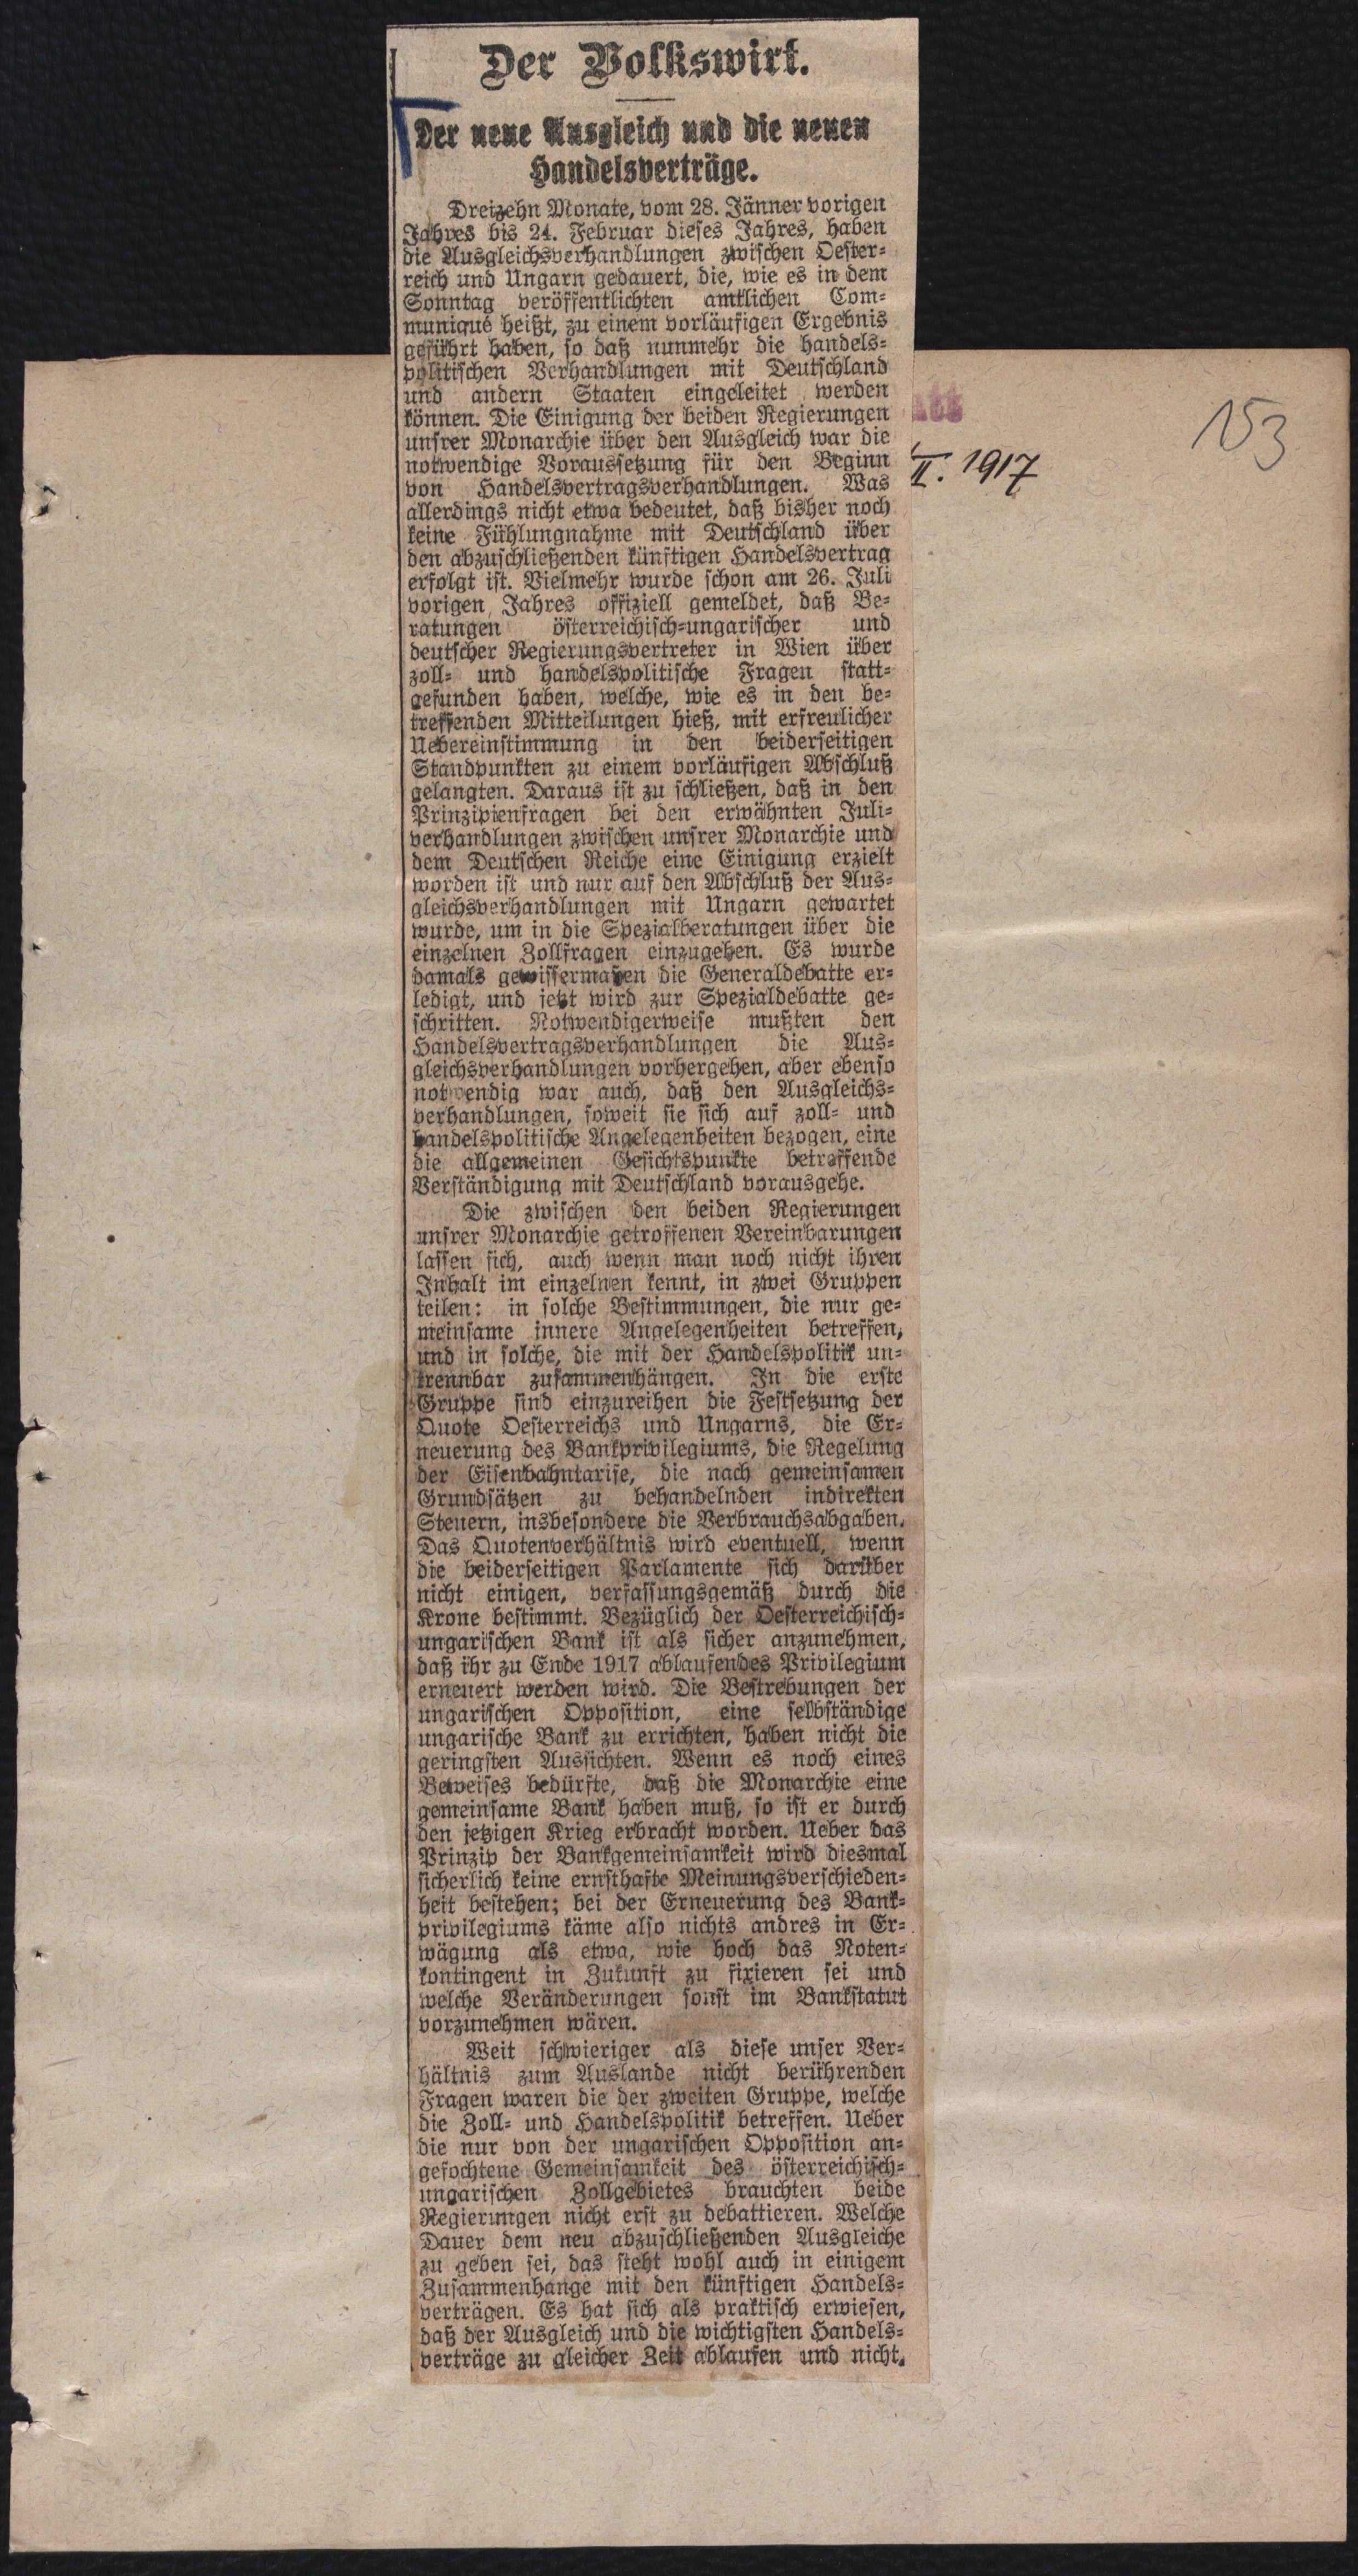 Der Volkswirt.
Der neue Ausgleich und die neuen
Handelsverträge.
Dreizehn Monate, vom 28. Jänner vorigen
Jahres bis 24. Februar dieses Jahres, haben
die Ausgleichsverhandlungen zwischen Oester-
reich und Ungarn gedauert, die, wie es in dem
Sonntag veröffentlichten amtlichen Com-
muniqué heißt, zu einem vorläufigen Ergebnis
geführt haben, so daß nunmehr die handels-
politischen Verhandlungen mit Deutschland
und andern Staaten eingeleitet werden
können. Die Einigung der beiden Regierungen
unsrer Monarchie über den Ausgleich war die
notwendige Voraussetzung für den Beginn
von Handelsvertragsverhandlungen. Was
allerdings nicht etwa bedeutet, daß bisher noch
keine Fühlungnahme mit Deutschland über
den abzuschließenden künftigen Handelsvertrag
erfolgt ist. Vielmehr wurde schon am 26. Juli
vorigen Jahres offiziell gemeldet, daß Be-
ratungen österreichisch-ungarischer und
deutscher Regierungsvertreter in Wien über
zoll- und handelspolitische Fragen statt-
gefunden haben, welche, wie es in den be-
treffenden Mitteilungen hieß, mit erfreulicher
Uebereinstimmung in den beiderseitigen
Standpunkten zu einem vorläufigen Abschluß
gelangten. Daraus ist zu schließen, daß in den
Prinzipienfragen bei den erwähnten Juli-
verhandlungen zwischen unsrer Monarchie und
dem Deutschen Reiche eine Einigung erzielt
worden ist und nur auf den Abschluß der Aus-
gleichsverhandlungen mit Ungarn gewartet
wurde, um in die Spezialberatungen über die
einzelnen Zollfragen einzugehen. Es wurde
damals gewissermaßen die Generaldebatte er-
ledigt, und jetzt wird zur Spezialdebatte ge-
schritten. Notwendigerweise mußten den
Handelsvertragsverhandlungen die Aus-
gleichsverhandlungen vorhergehen, aber ebenso
notwendig war auch, daß den Ausgleichs-
verhandlungen, soweit sie sich auf zoll- und
handelspolitische Angelegenheiten bezogen, eine
die allgemeinen Gesichtspunkte betreffende
Verständigung mit Deutschland vorausgehe.
Die zwischen den beiden Regierungen
unsrer Monarchie getroffenen Vereinbarungen
lassen sich, auch wenn man noch nicht ihren
Inhalt im einzelnen kennt, in zwei Gruppen
teilen: in solche Bestimmungen, die nur ge-
meinsame innere Angelegenheiten betreffen,
und in solche, die mit der Handelspolitik un-
trennbar zusammenhängen. In die erste
Gruppe sind einzureihen die Festsetzung der
Quote Oesterreichs und Ungarns, die Er-
neuerung des Bankprivilegiums, die Regelung
der Eisenbahntarife, die nach gemeinsamen
Grundsätzen zu behandelnden indirekten
Steuern, insbesondere die Verbrauchsabgaben.
Das Quotenverhältnis wird eventuell, wenn
die beiderseitigen Parlamente sich darüber
nicht einigen, verfassungsgemäß durch die
Krone bestimmt. Bezüglich der Oesterreichisch-
ungarischen Bank ist als sicher anzunehmen,
daß ihr zu Ende 1917 ablaufendes Privilegium
erneuert werden wird. Die Bestrebungen der
ungarischen Opposition, eine selbständige
ungarische Bank zu errichten, haben nicht die
geringsten Aussichten. Wenn es noch eines
Beweises bedürfte, daß die Monarchie eine
gemeinsame Bank haben muß, so ist er durch
den jetzigen Krieg erbracht worden. Ueber das
Prinzip der Bankgemeinsamkeit wird diesmal
sicherlich keine ernsthafte Meinungsverschieden-
heit bestehen; bei der Erneuerung des Bank-
privilegiums käme also nichts andres in Er-
wägung als etwa, wie hoch das Noten-
kontingent in Zukunft zu fixieren sei und
welche Veränderungen sonst im Bankstatut
vorzunehmen wären.
Weit schwieriger als diese unser Ver-
hältnis zum Auslande nicht berührenden
Fragen waren die der zweiten Gruppe, welche
die Zoll- und Handelspolitik betreffen. Ueber
die nur von der ungarischen Opposition an-
gefochtene Gemeinsamkeit des österreichisch-
ungarischen Zollgebietes brauchten beide
Regierungen nicht erst zu debattieren. Welche
Dauer dem neu abzuschließenden Ausgleiche
zu geben sei, das steht wohl auch in einigem
Zusammenhange mit den künftigen Handels-
verträgen. Es hat sich als praktisch erwiesen,
daß der Ausgleich und die wichtigsten Handels-
verträge zu gleicher Zeit ablaufen und nicht,
II. 1917
153